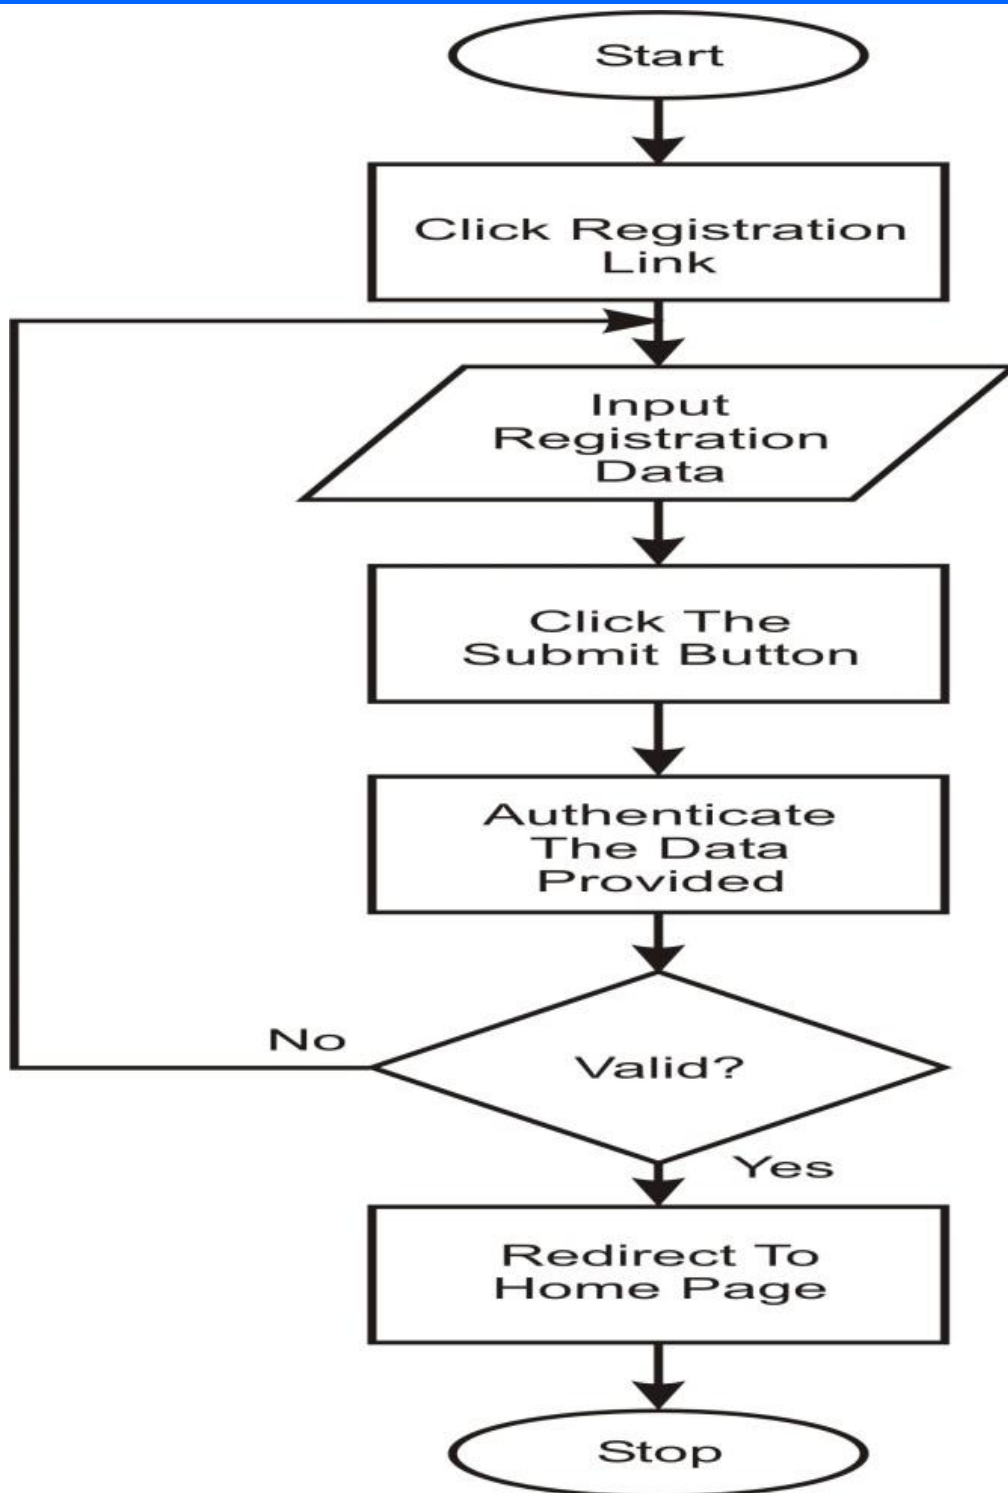 Start
Click Registration
Link
Input
Registration
Data
Click The
Submit Button
Authenticate
The Data
Provided
No
Valid?
Yes
Redirect To
Home Page
Stop